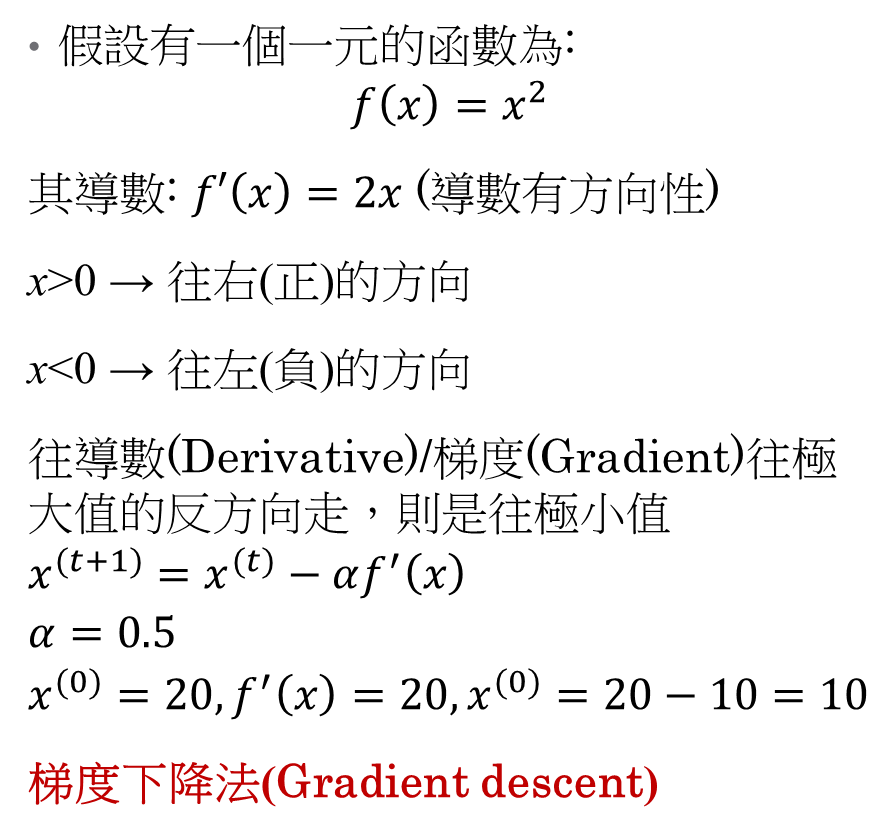 • 假設有一個一元的函數為:
f(x) = x²
其導數: f′(x) = 2x (導數有方向性)
x>0 → 往右(正)的方向
x<0 → 往左(負)的方向
往導數(Derivative)/梯度(Gradient)往極
大值的反方向走，則是往極小值
x⁽ᵗ⁺¹⁾ = x⁽ᵗ⁾ − αf′(x)
α = 0.5
x⁽⁰⁾ = 20, f′(x) = 20, x⁽⁰⁾ = 20 − 10 = 10
梯度下降法(Gradient descent)